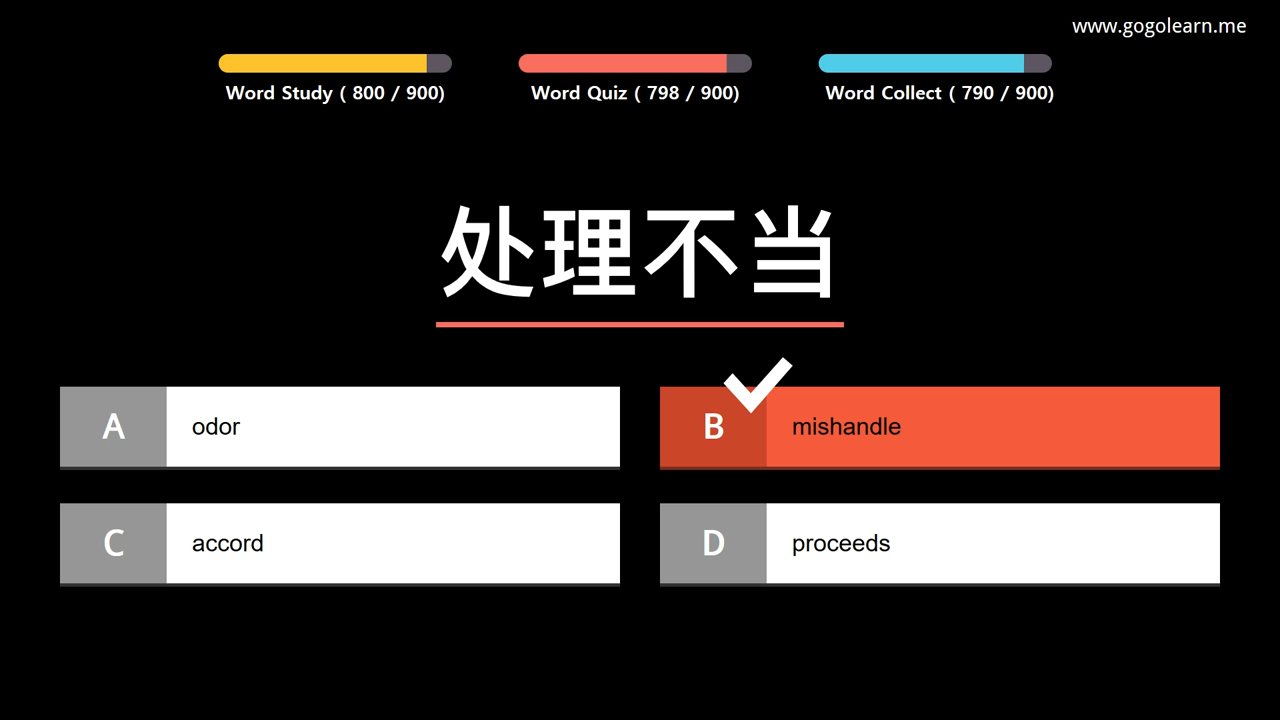 www.gogolearn.me
Word Study ( 800 / 900)
Word Quiz ( 798 / 900)
Word Collect ( 790 / 900)
处理不当
A odor
B mishandle
C accord
D proceeds